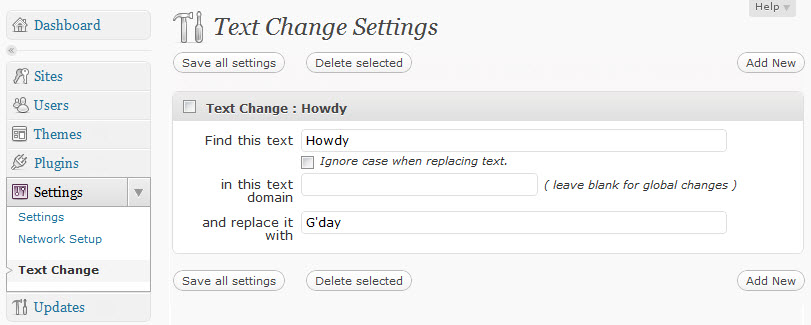 Help
Dashboard
Text Change Settings
Save all settings Delete selected Add New
Sites
Users
Themes
Plugins
Settings
Settings
Network Setup
Text Change
Updates
Text Change : Howdy
Find this text Howdy
Ignore case when replacing text.
in this text
domain
( leave blank for global changes )
and replace it
with
G'day
Save all settings Delete selected Add New